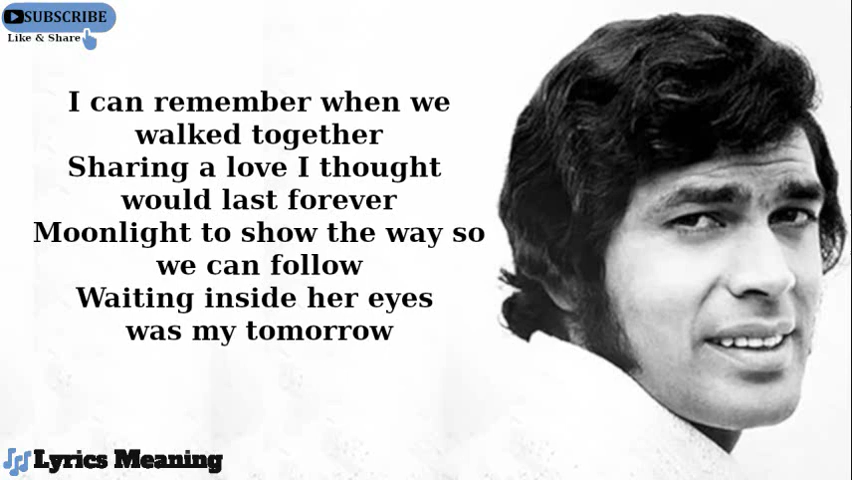 SUBSCRIBE
Like & Share
I can remember when we
walked together
Sharing a love I thought
would last forever
Moonlight to show the way so
we can follow
Waiting inside her eyes
was my tomorrow
Lyrics Meaning